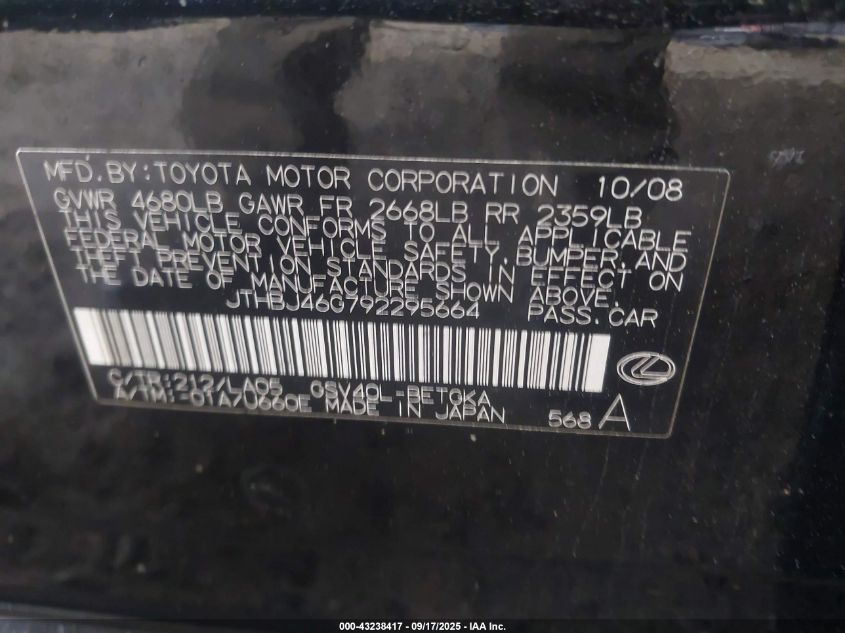 MFD.BY:TOYOTA MOTOR CORPORATION 10/08
GVWR 4680LB GAWR FR 2668LB RR 2359LB
THIS VEHICLE CONFORMS TO ALL APPLICABLE
FEDERAL MOTOR VEHICLE SAFETY,BUMPER,AND
THEFT PREVENTION STANDARDS IN EFFECT ON
THE DATE OF MANUFACTURE SHOWN ABOVE.
JTHBJ46G792295664 PASS.CAR
C/TR:212/LA05 GSV40L-BETGKA
A/TM:-01A/U660E MADE IN JAPAN 568 A
000-43238417 - 09/17/2025 - IAA Inc.